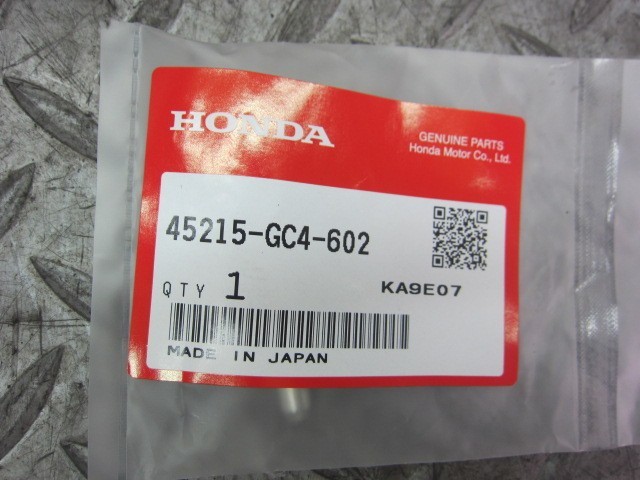 HONDA
GENUINE PARTS
Honda Motor Co., Ltd.
45215-GC4-602
QTY 1
KA9E07
MADE IN JAPAN